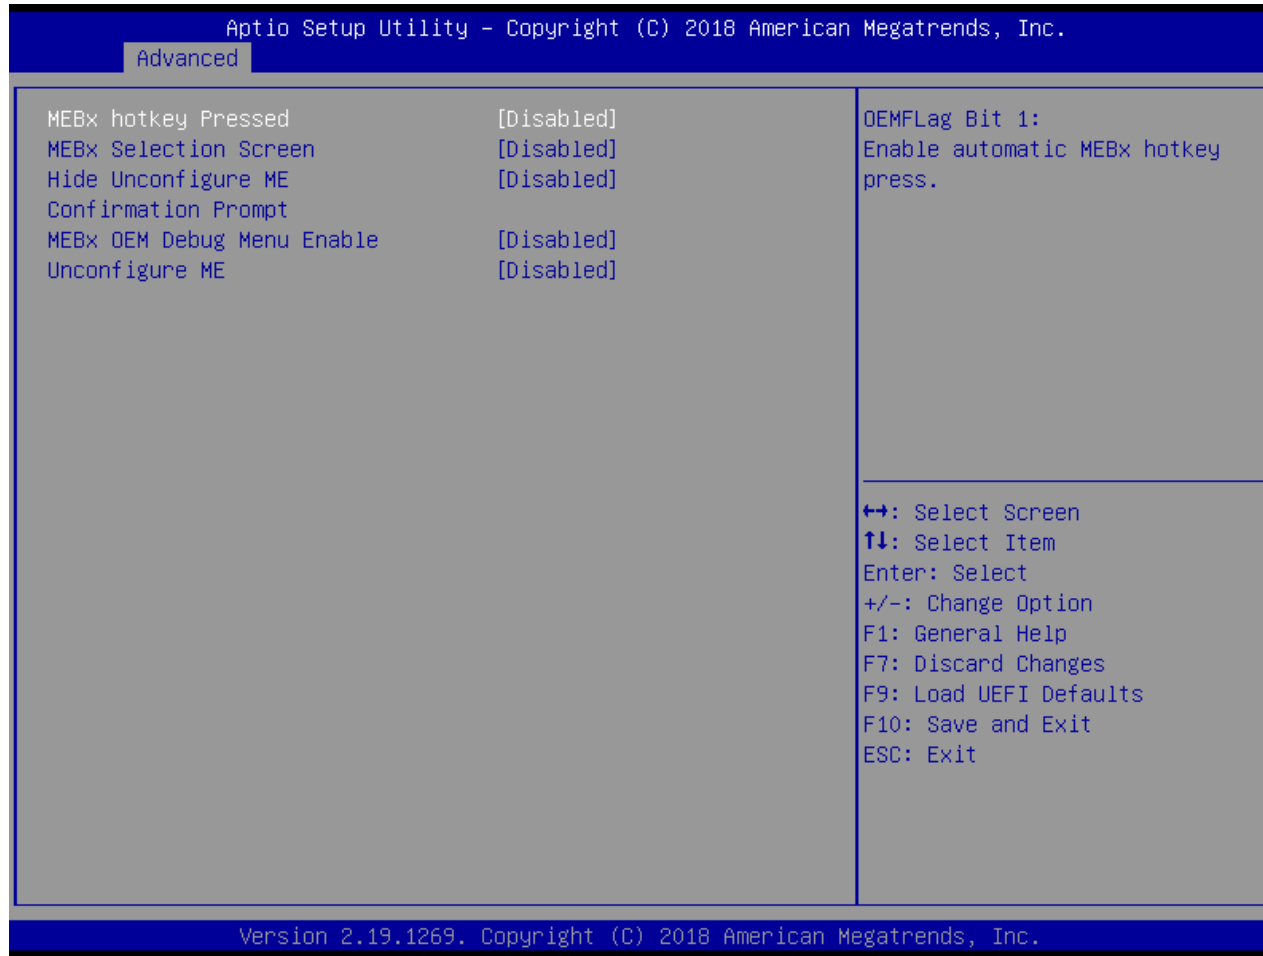 Aptio Setup Utility – Copyright (C) 2018 American Megatrends, Inc.
Advanced
MEBx hotkey Pressed [Disabled]
MEBx Selection Screen [Disabled]
Hide Unconfigure ME [Disabled]
Confirmation Prompt
MEBx OEM Debug Menu Enable [Disabled]
Unconfigure ME [Disabled]
OEMFLag Bit 1:
Enable automatic MEBx hotkey
press.
↔: Select Screen
↑↓: Select Item
Enter: Select
+/-: Change Option
F1: General Help
F7: Discard Changes
F9: Load UEFI Defaults
F10: Save and Exit
ESC: Exit
Version 2.19.1269. Copyright (C) 2018 American Megatrends, Inc.